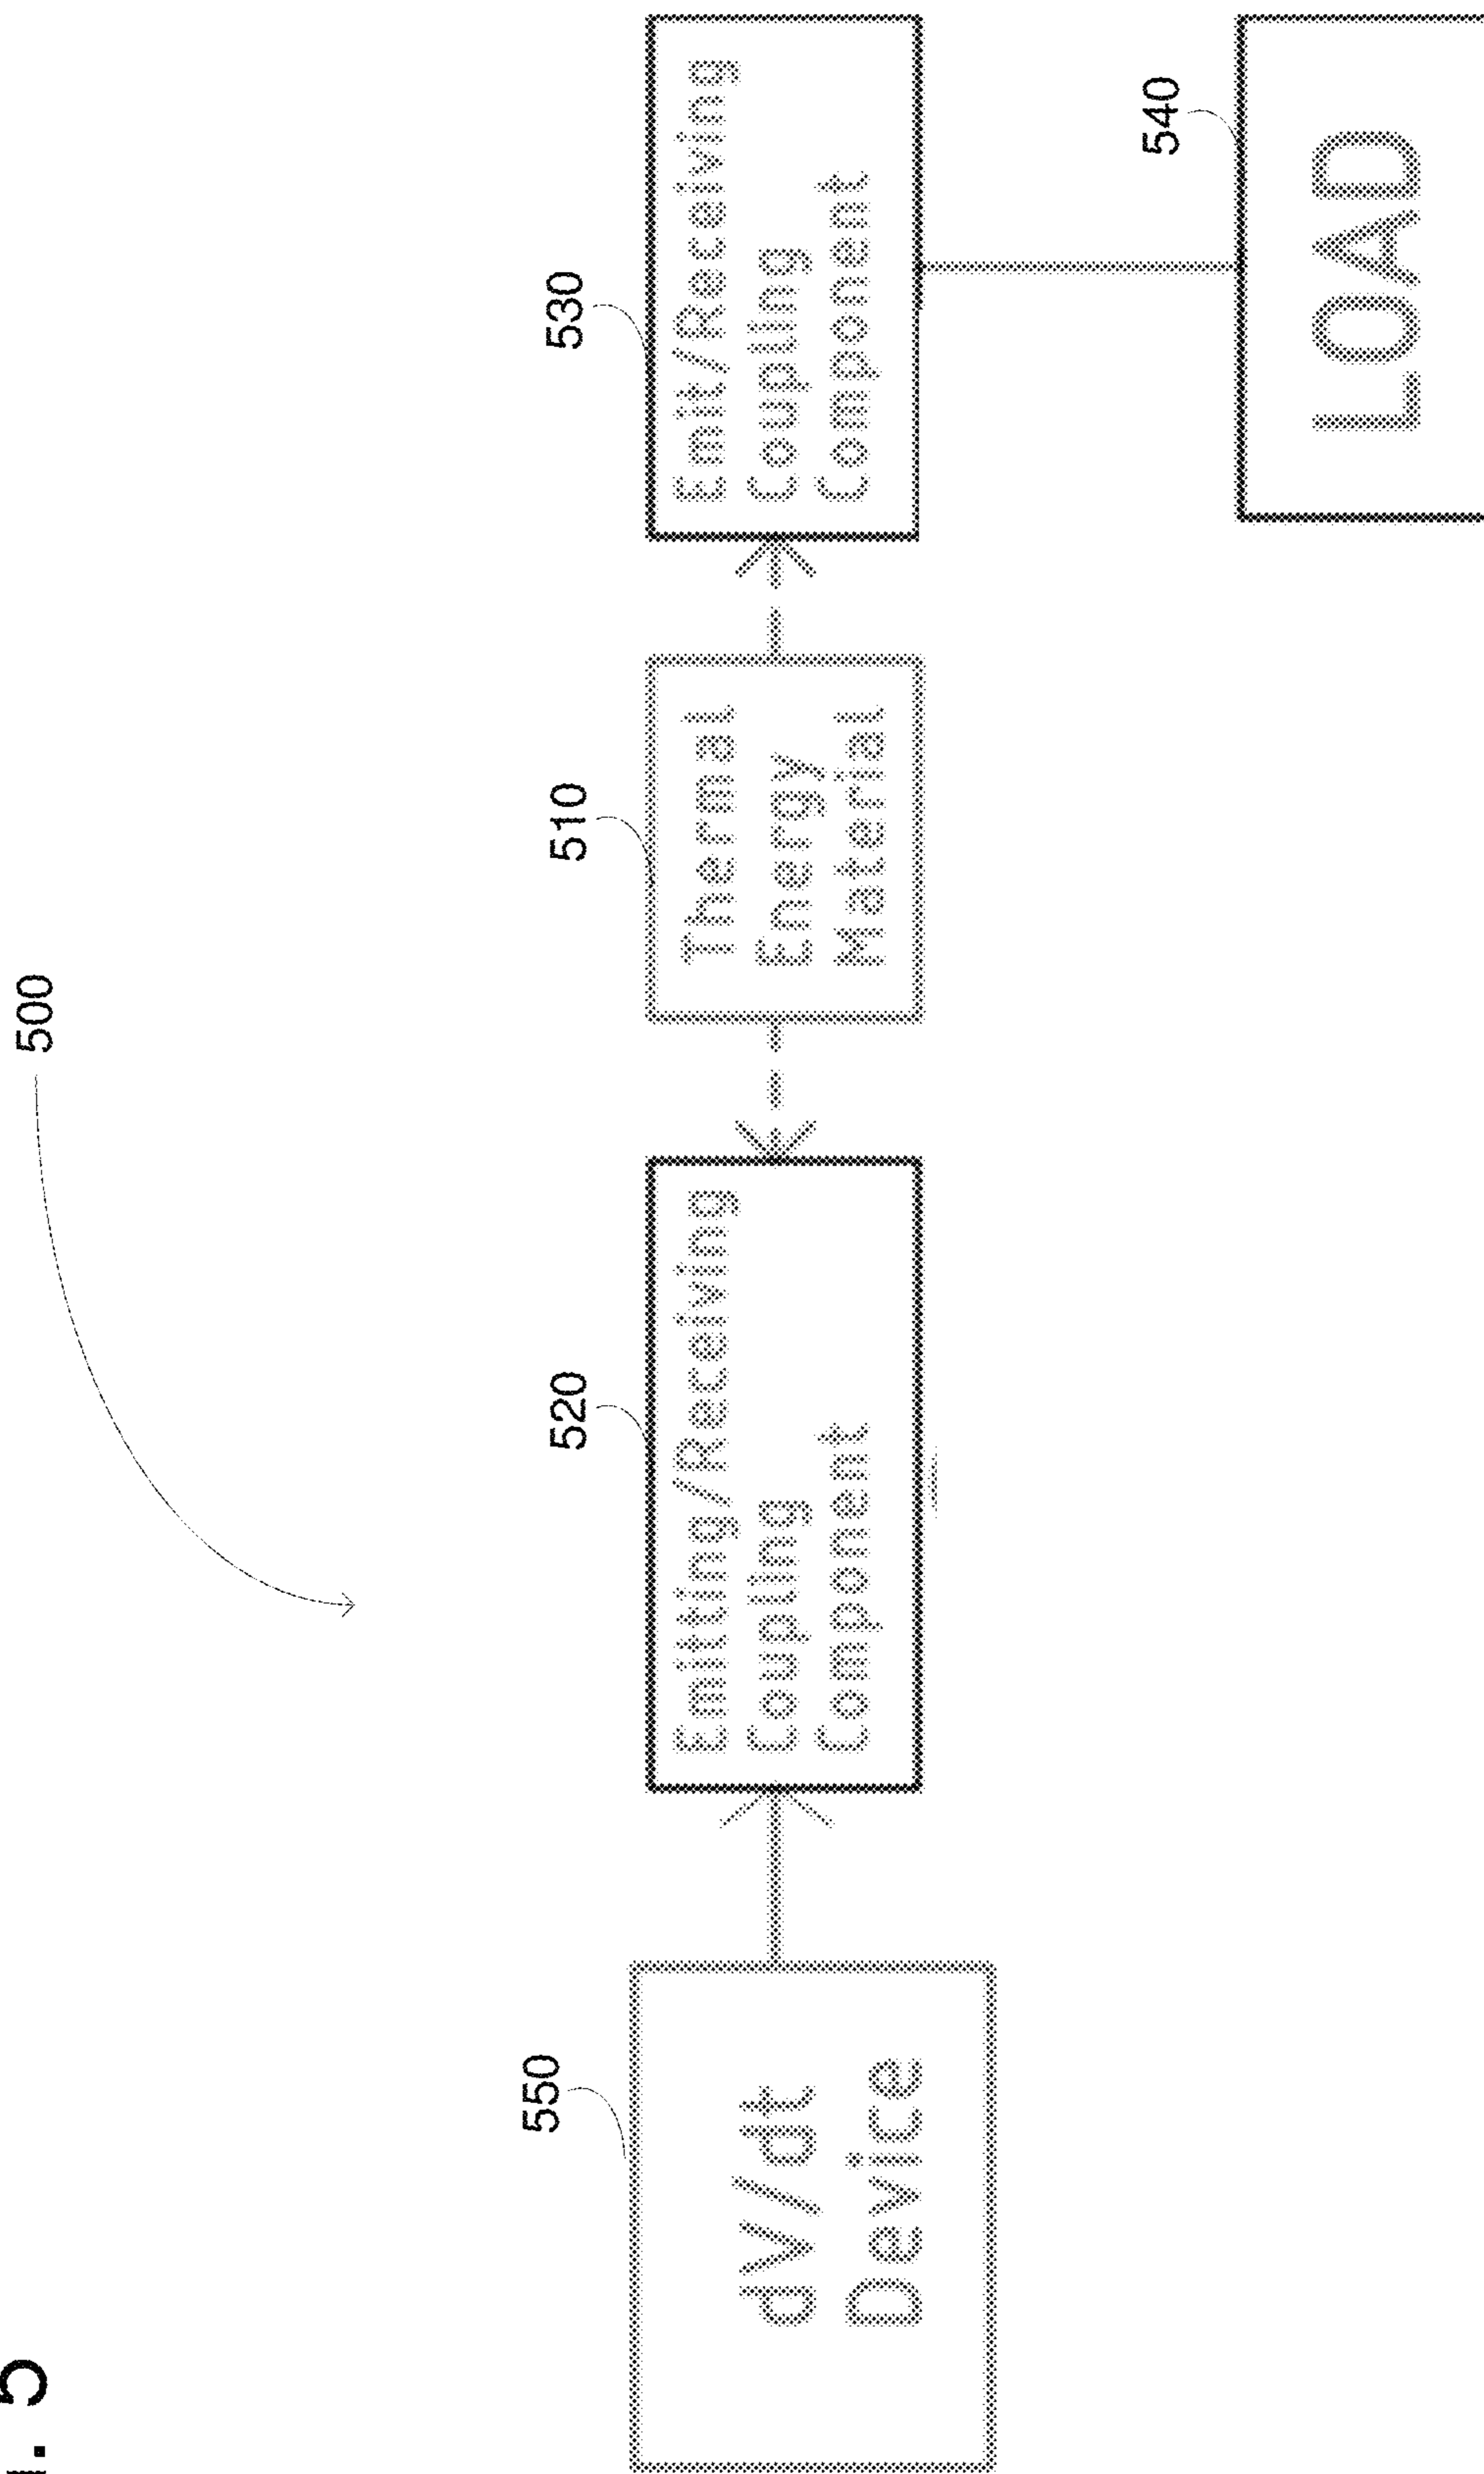 500
550
dV/dt
Device
520
Emitting/Receiving
Coupling
Component
510
Thermal
Energy
Material
530
Emit/Receiving
Coupling
Component
540
LOAD
. 5